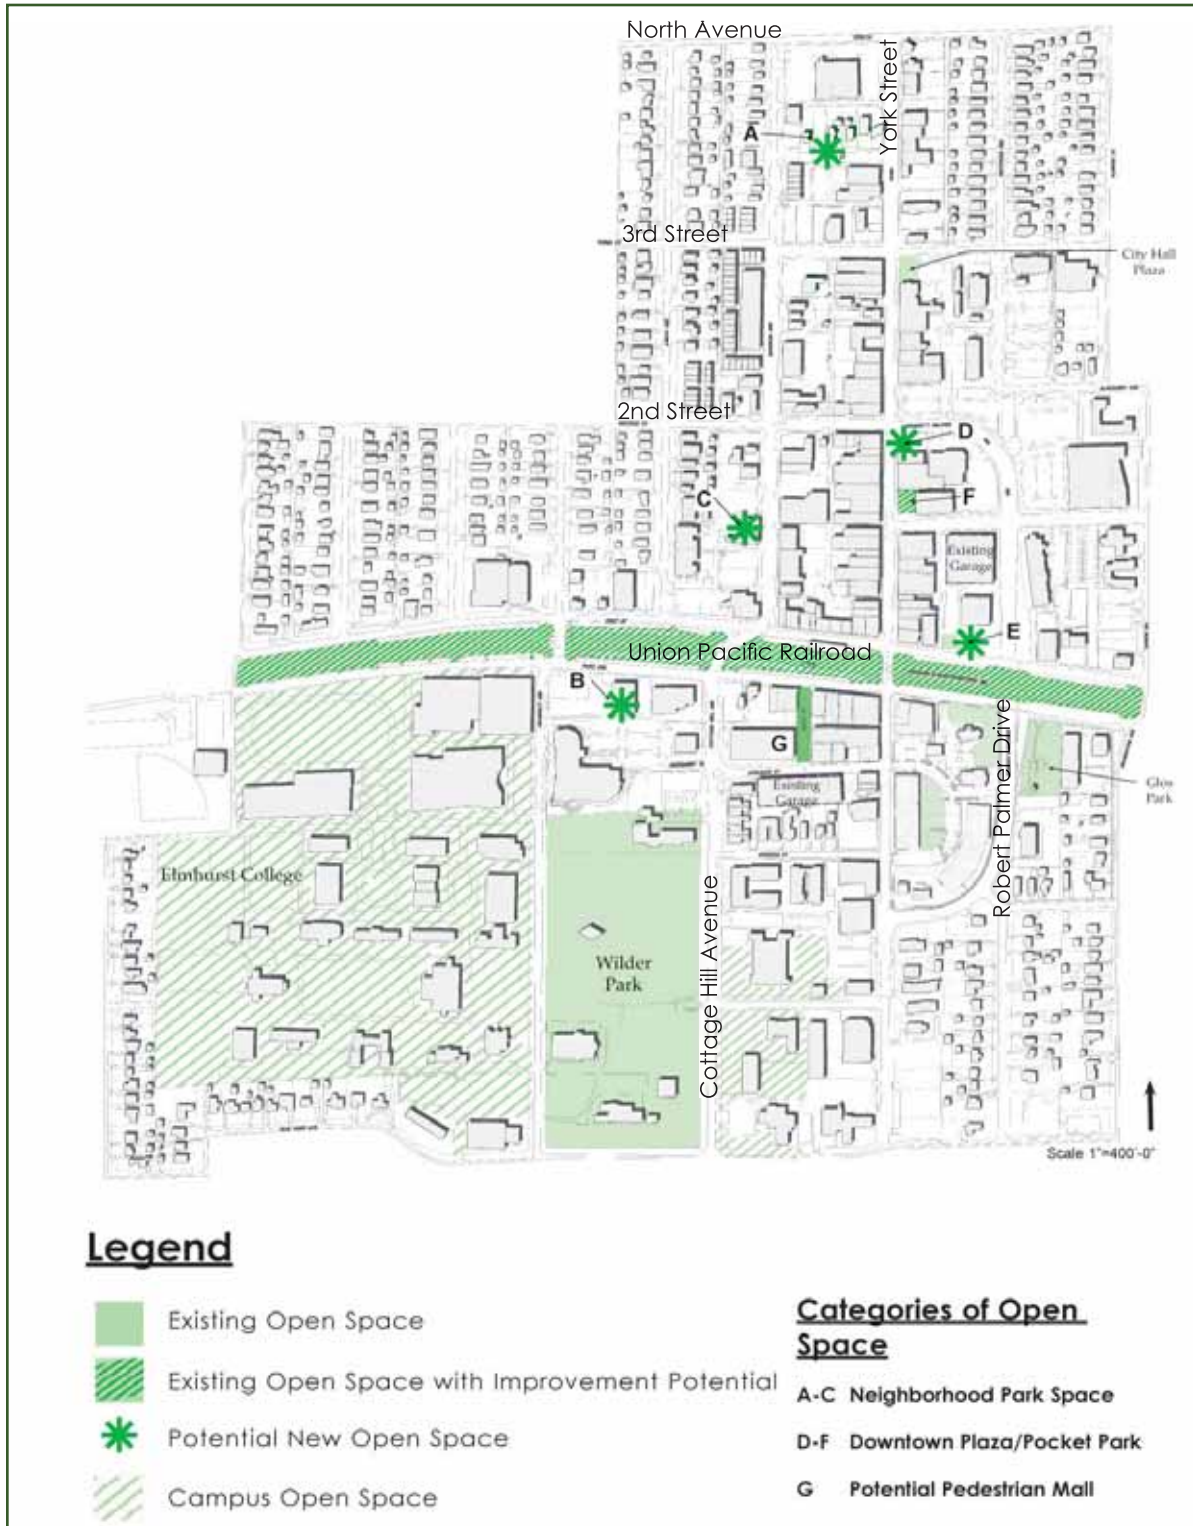 North Avenue
York Street
A
3rd Street
City Hall
Plaza
2nd Street
D
C
F
Existing
Garage
E
Union Pacific Railroad
B
G
Robert Palmer Drive
Existing
Garage
Glos
Park
Elmhurst College
Cottage Hill Avenue
Wilder
Park
Scale 1"=400'-0"
Legend
Existing Open Space
Existing Open Space with Improvement Potential
Potential New Open Space
Campus Open Space
Categories of Open
Space
A-C Neighborhood Park Space
D-F Downtown Plaza/Pocket Park
G Potential Pedestrian Mall